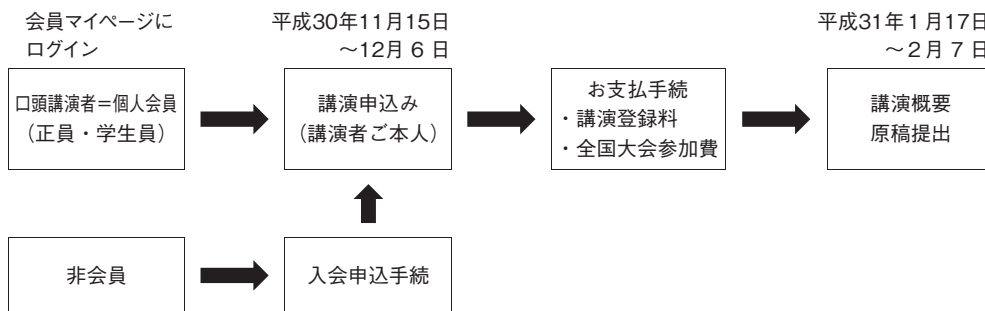 会員マイページに
ログイン
平成30年11月15日
〜12月6日
平成31年1月17日
〜2月7日
口頭講演者＝個人会員
（正員・学生員）
講演申込み
（講演者ご本人）
お支払手続
・講演登録料
・全国大会参加費
講演概要
原稿提出
非会員
入会申込手続